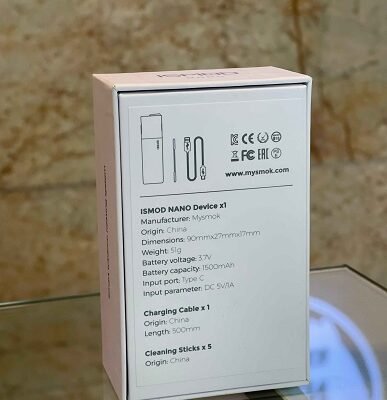 ISMOD
www.mysmok.com
ISMOD NANO Device x1
Manufacturer: Mysmok
Origin: China
Dimensions: 90mmx27mmx17mm
Weight: 51g
Battery voltage: 3.7V
Battery capacity: 1500mAh
Input port: Type C
Input parameter: DC 5V/1A
Charging Cable x 1
Origin: China
Length: 500mm
Cleaning Sticks x 5
Origin: China